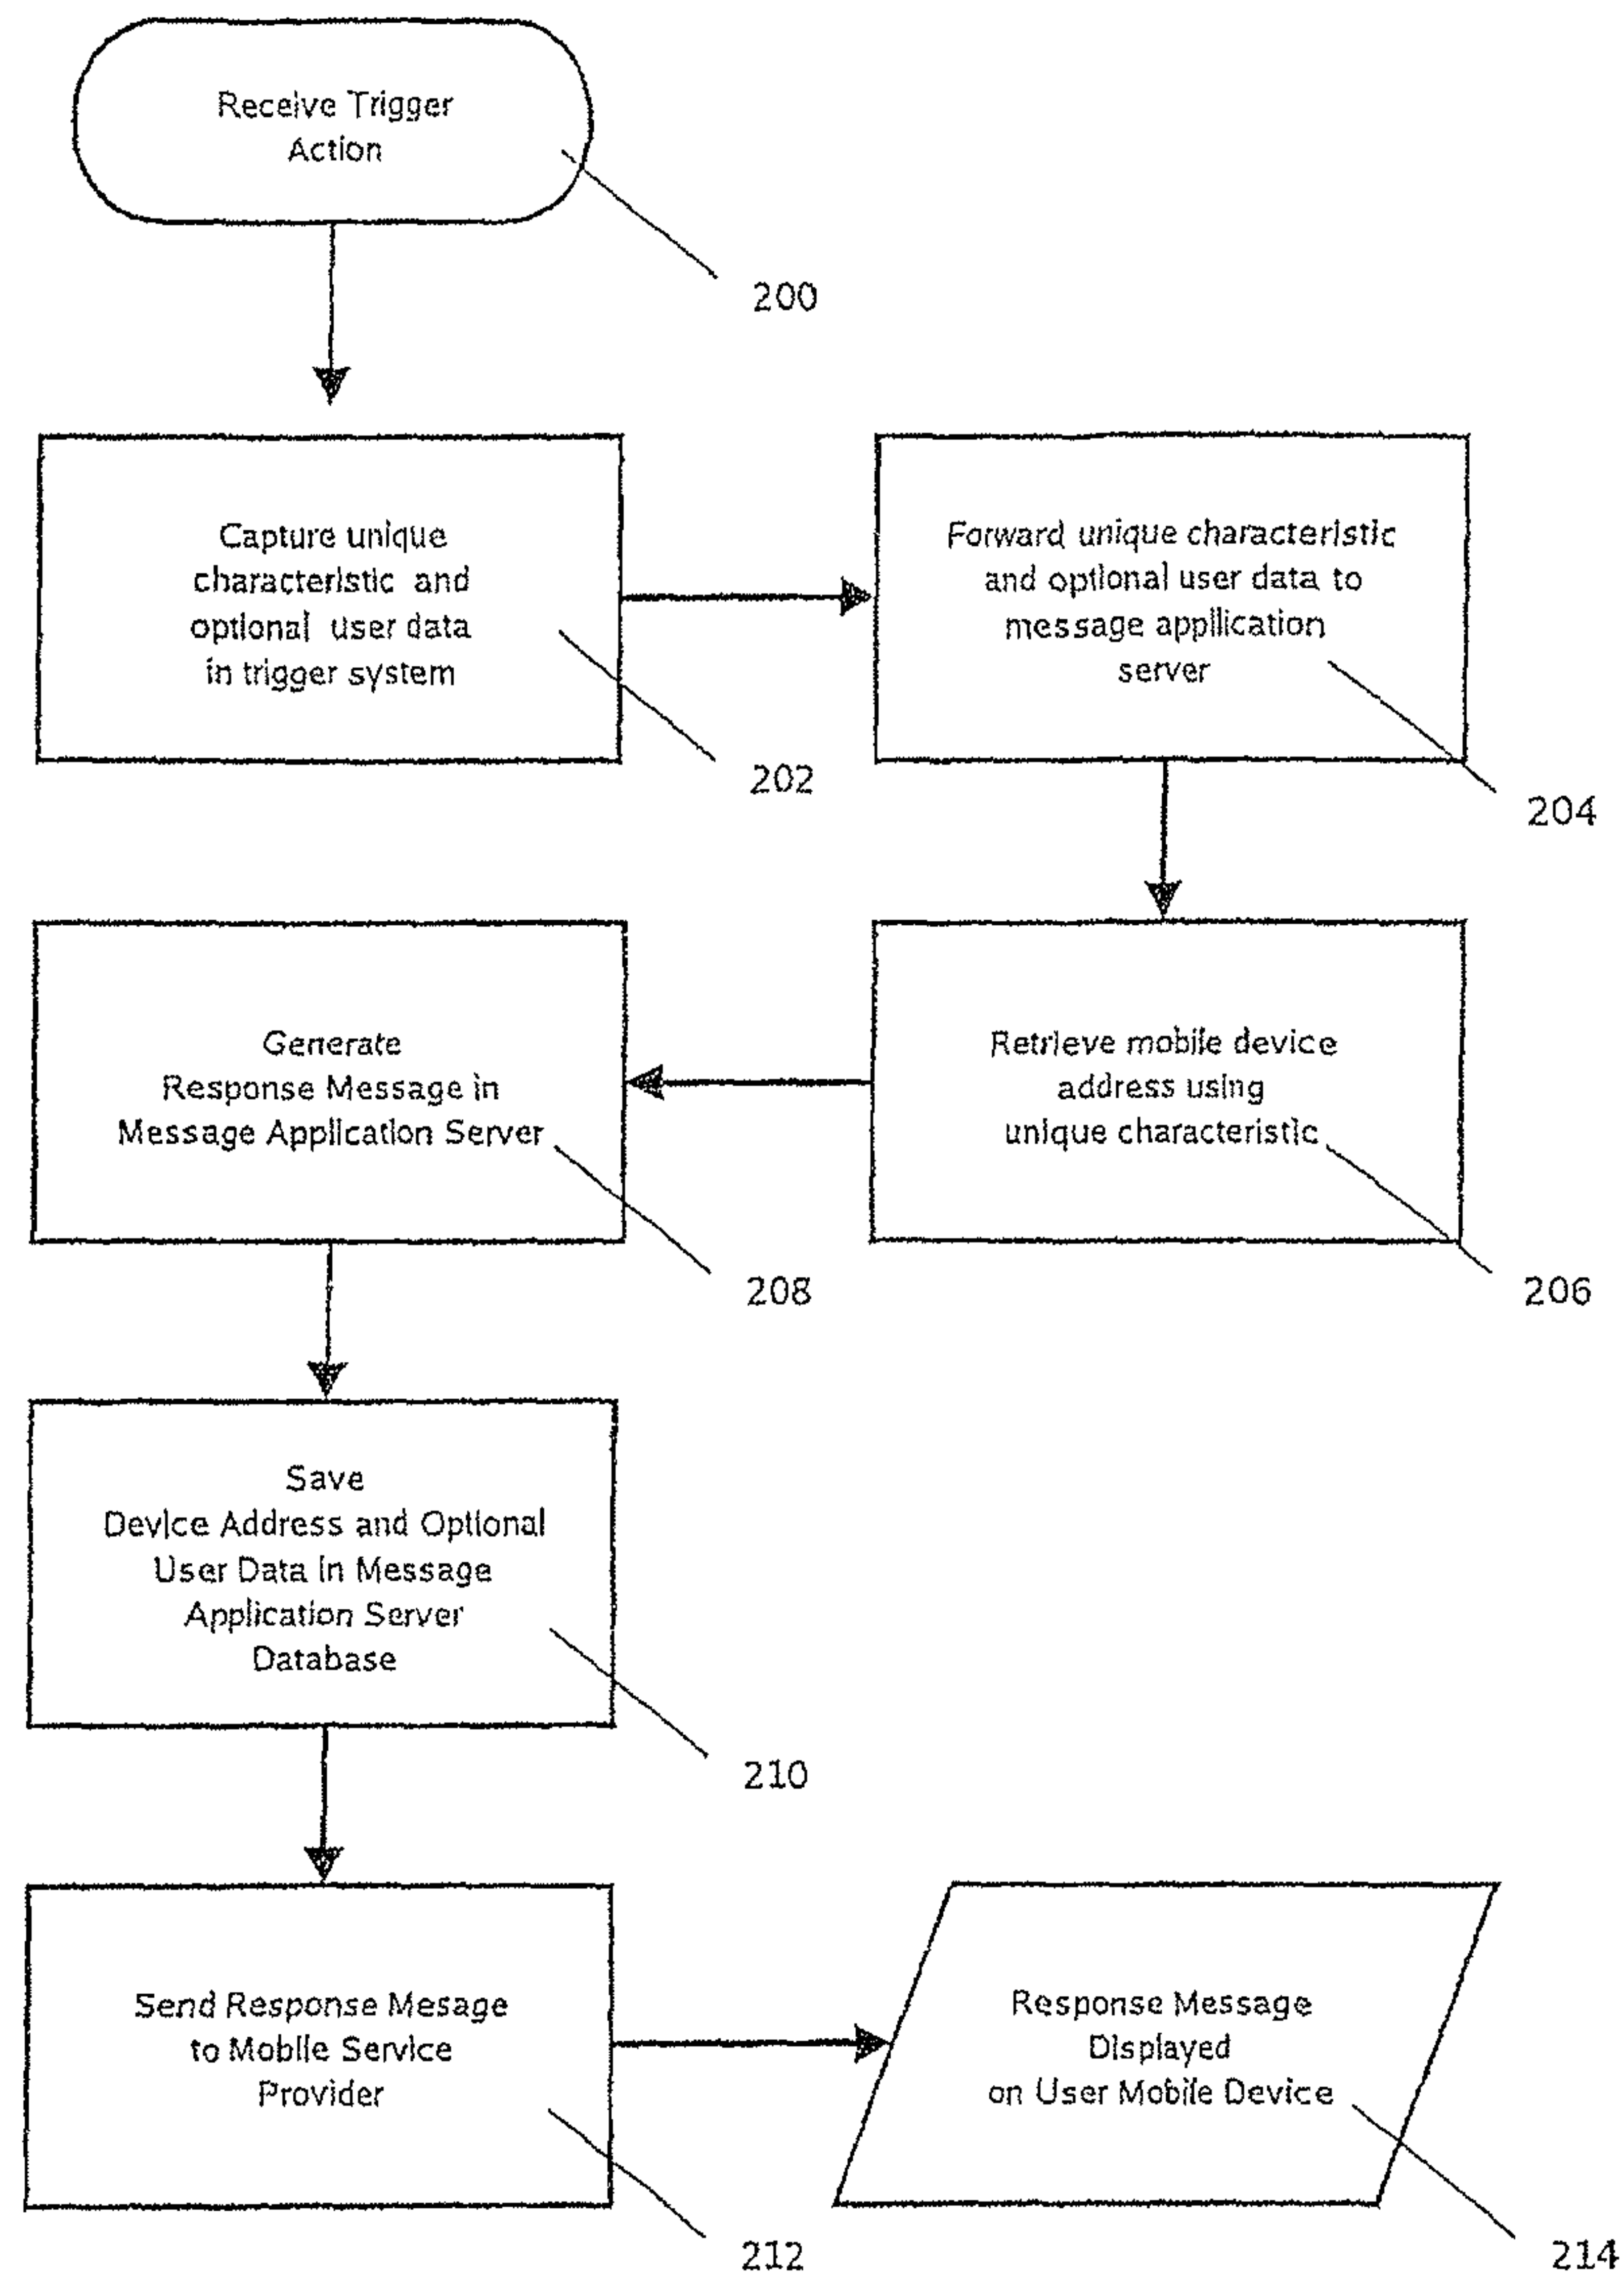 Receive Trigger
Action
200
Capture unique
characteristic and
optional user data
in trigger system
202
Forward unique characteristic
and optional user data to
message application
server
204
Retrieve mobile device
address using
unique characteristic
206
Generate
Response Message in
Message Application Server
208
Save
Device Address and Optional
User Data in Message
Application Server
Database
210
Send Response Mesage
to Mobile Service
Provider
212
Response Message
Displayed
on User Mobile Device
214